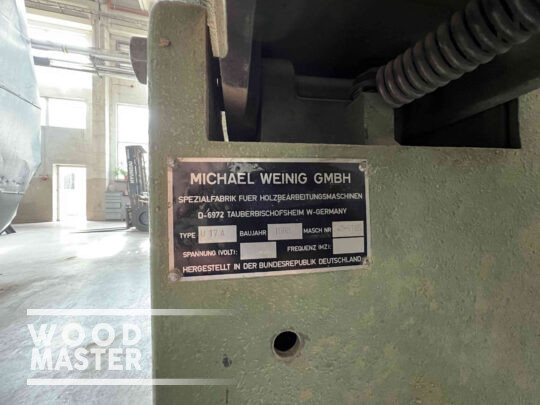 MICHAEL WEINIG GMBH
SPEZIALFABRIK FUER HOLZBEARBEITUNGSMASCHINEN
D-6972 TAUBERBISCHOFSHEIM W-GERMANY
TYPE U 17 A BAUJAHR MASCH NR
SPANNUNG (VOLT): FREQUENZ (HZ):
HERGESTELLT IN DER BUNDESREPUBLIK DEUTSCHLAND
WOOD
MASTER